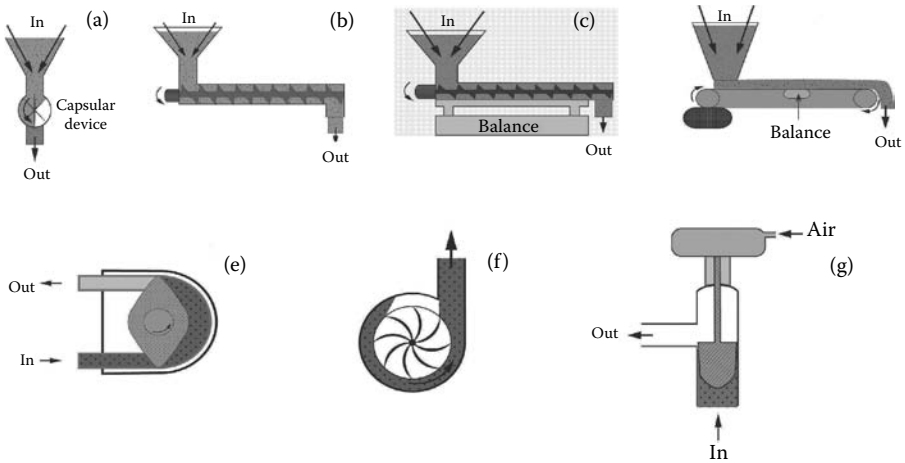 In
(a)
Capsular
device
Out
In
(b)
Out
In
(c)
Balance
Out
In
Balance
Out
(e)
Out
In
(f)
Air
(g)
Out
In